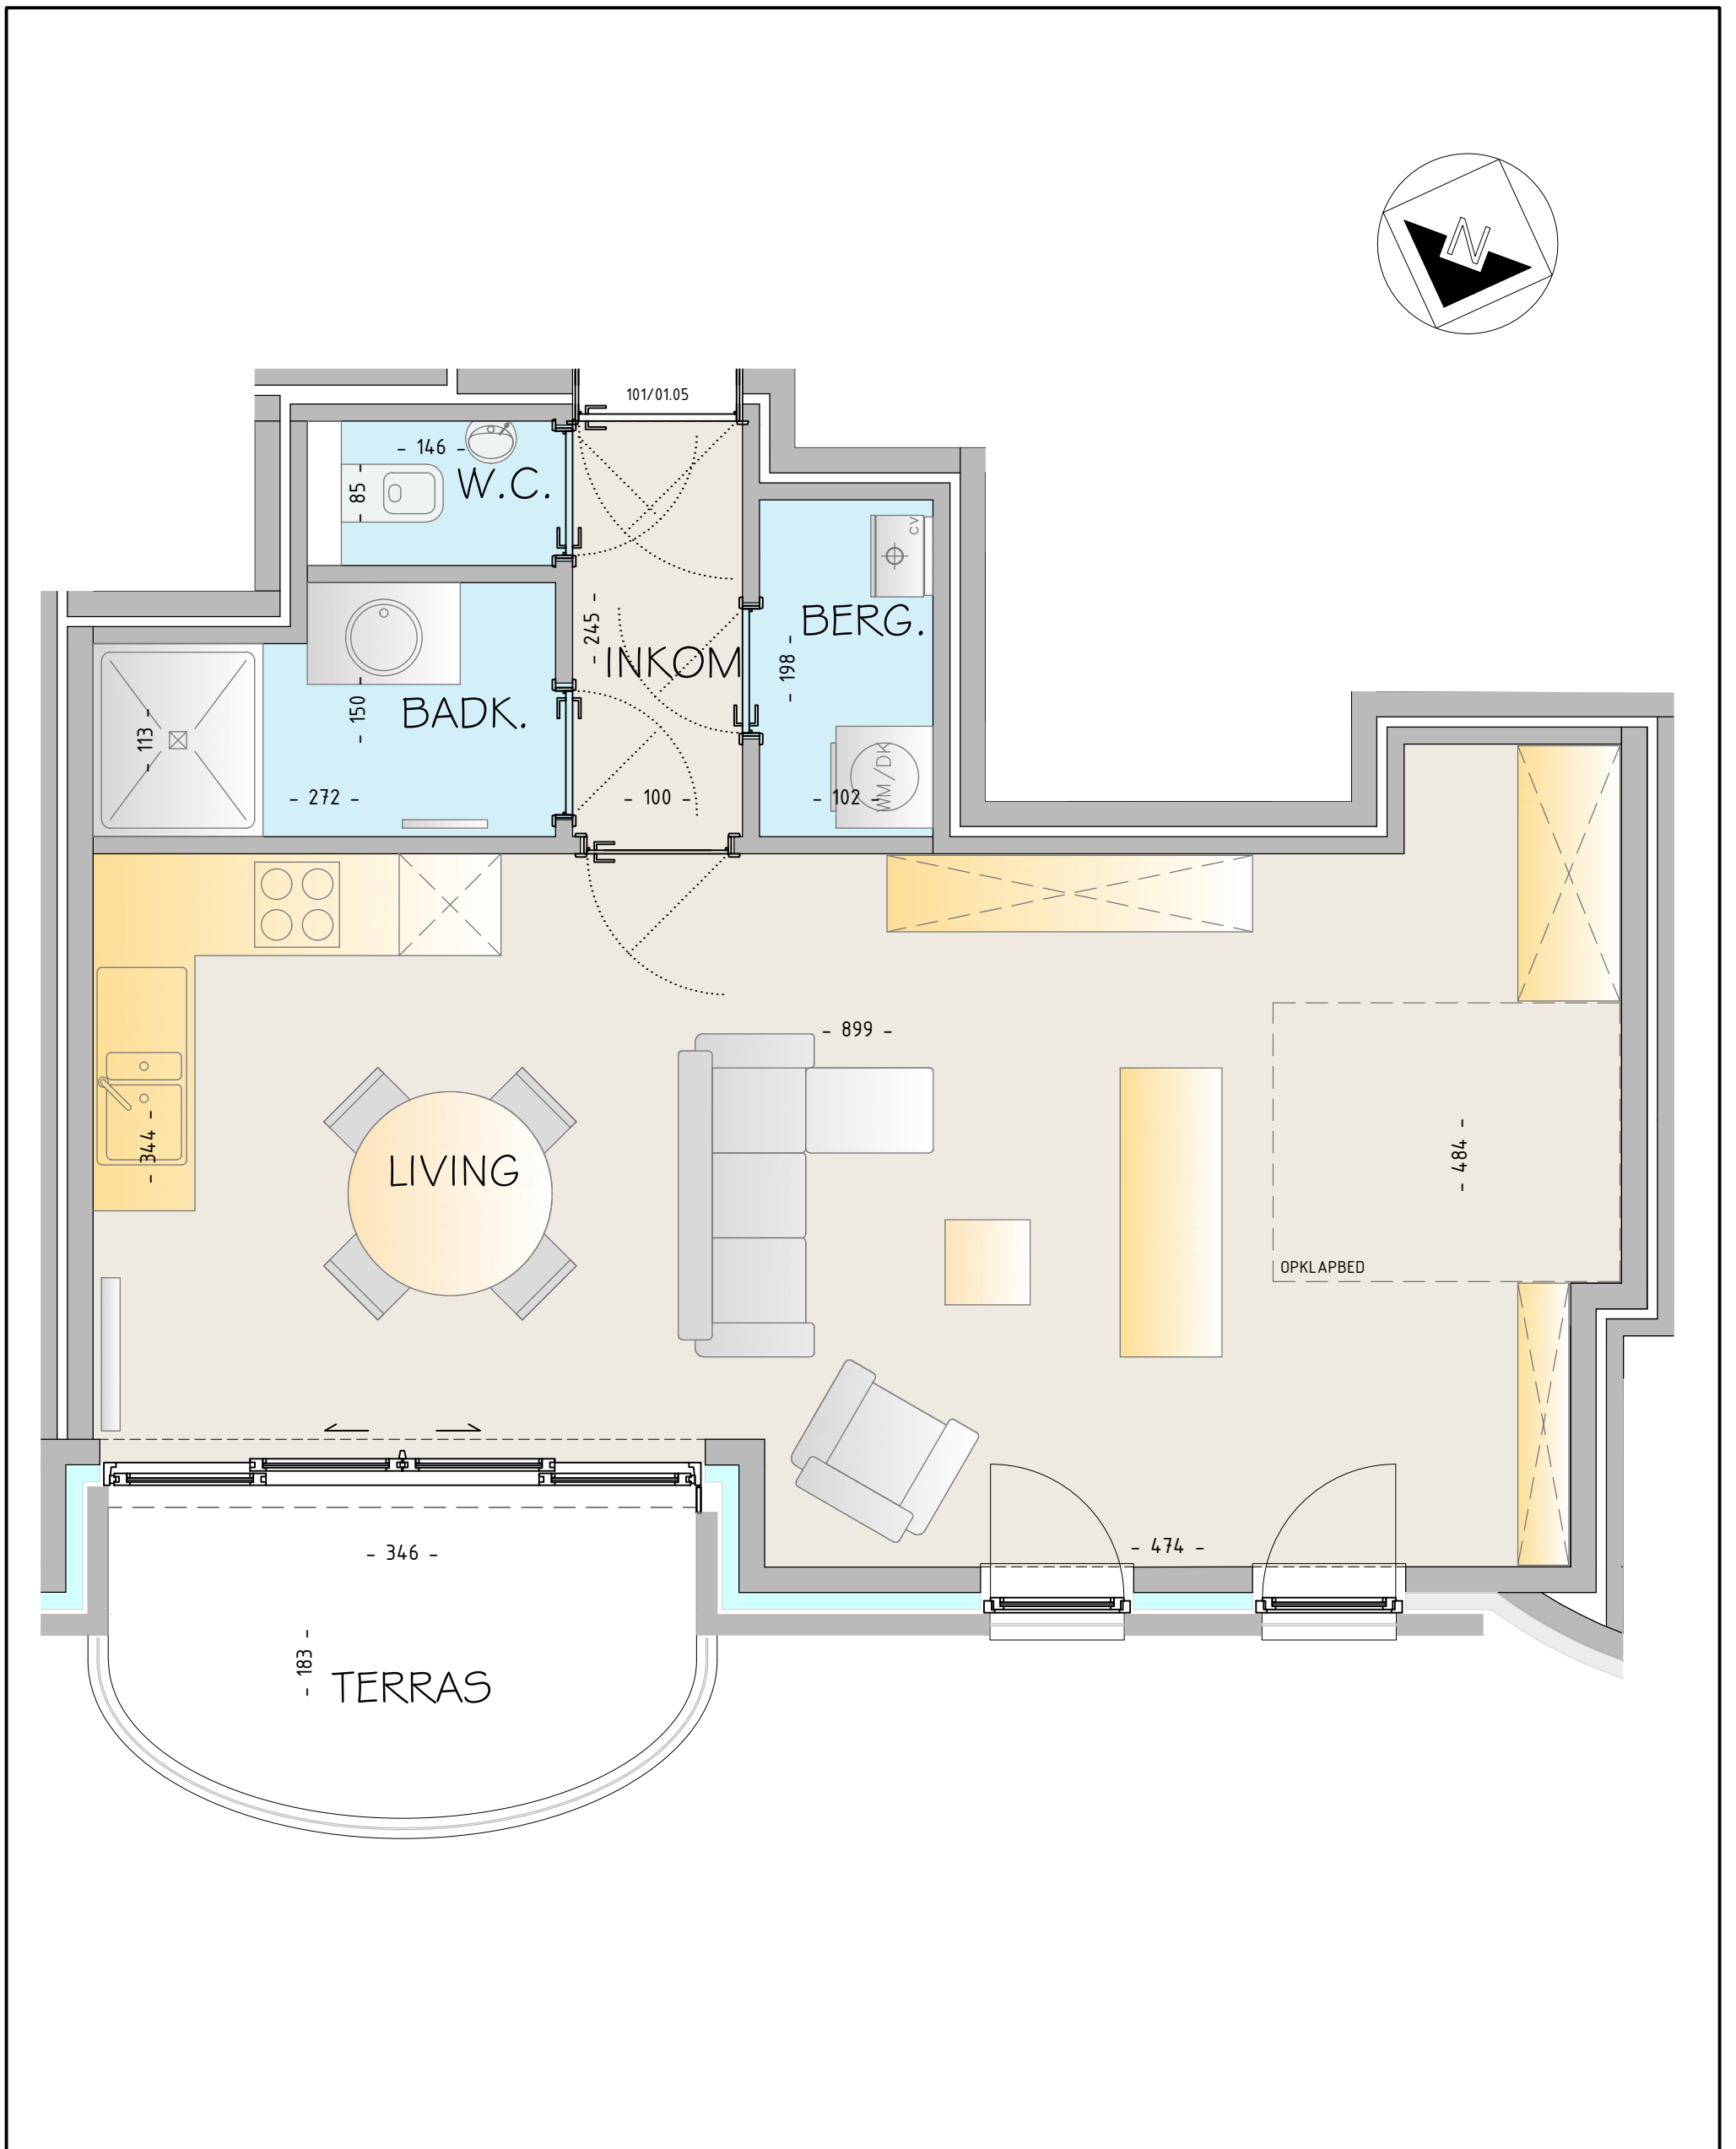 N
101/01.05
- 146 -
- 85 -
W.C.
CV
BERG.
- 245 -
INKOM
- 198 -
- 150 -
BADK.
- 113 -
WM/DK
- 272 -
- 100 -
- 102 -
- 899 -
- 344 -
LIVING
- 484 -
OPKLAPBED
- 346 -
- 474 -
- 183 -
TERRAS